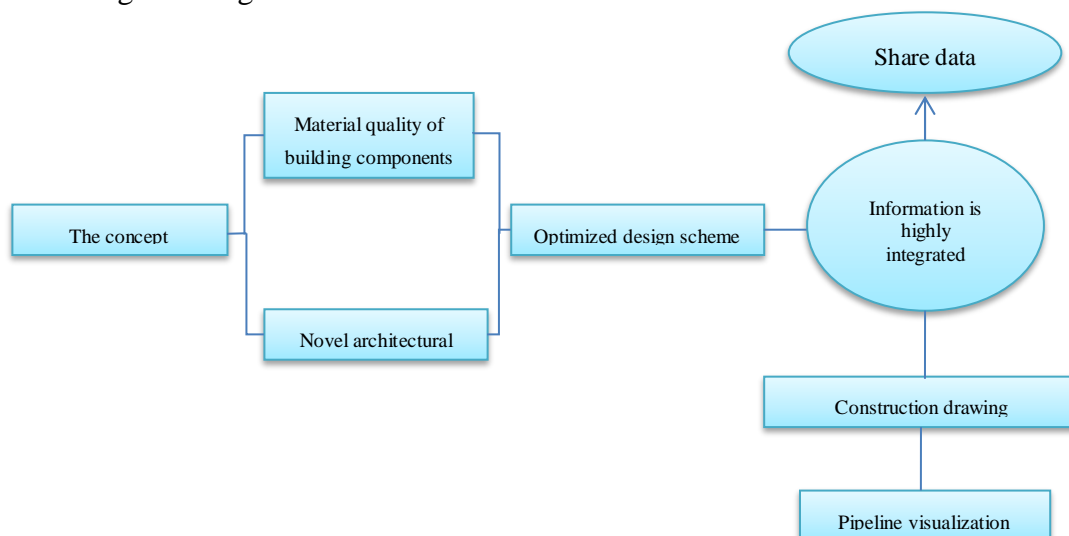 Share data
Material quality of
building components
The concept
Optimized design scheme
Information is
highly
integrated
Novel architectural
Construction drawing
Pipeline visualization